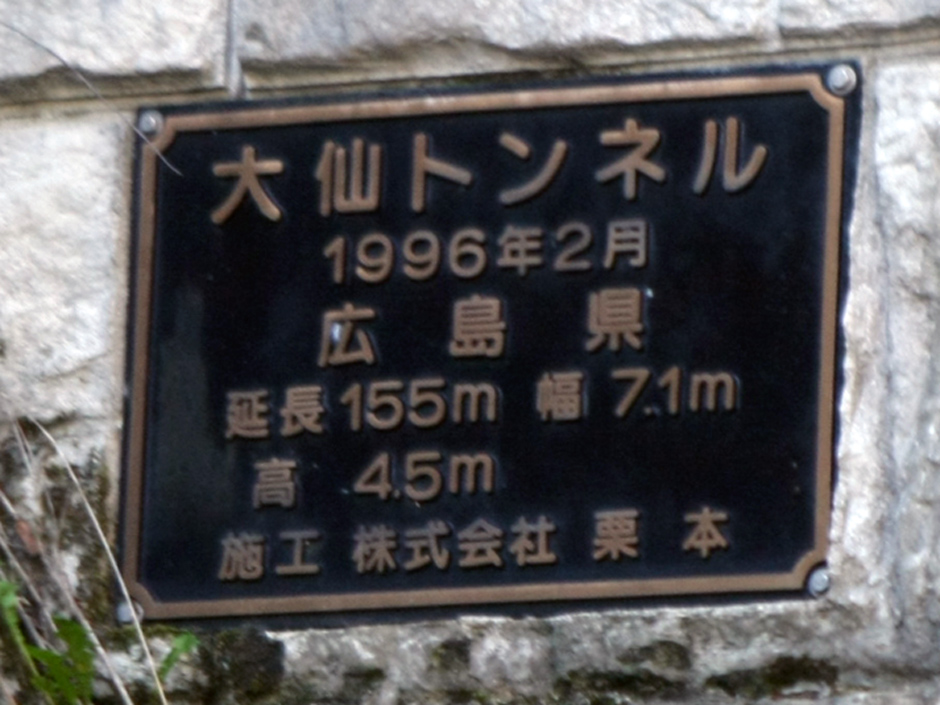 大仙トンネル
1996年2月
広島県
延長155m 幅7.1m
高 4.5m
施工 株式会社 栗本